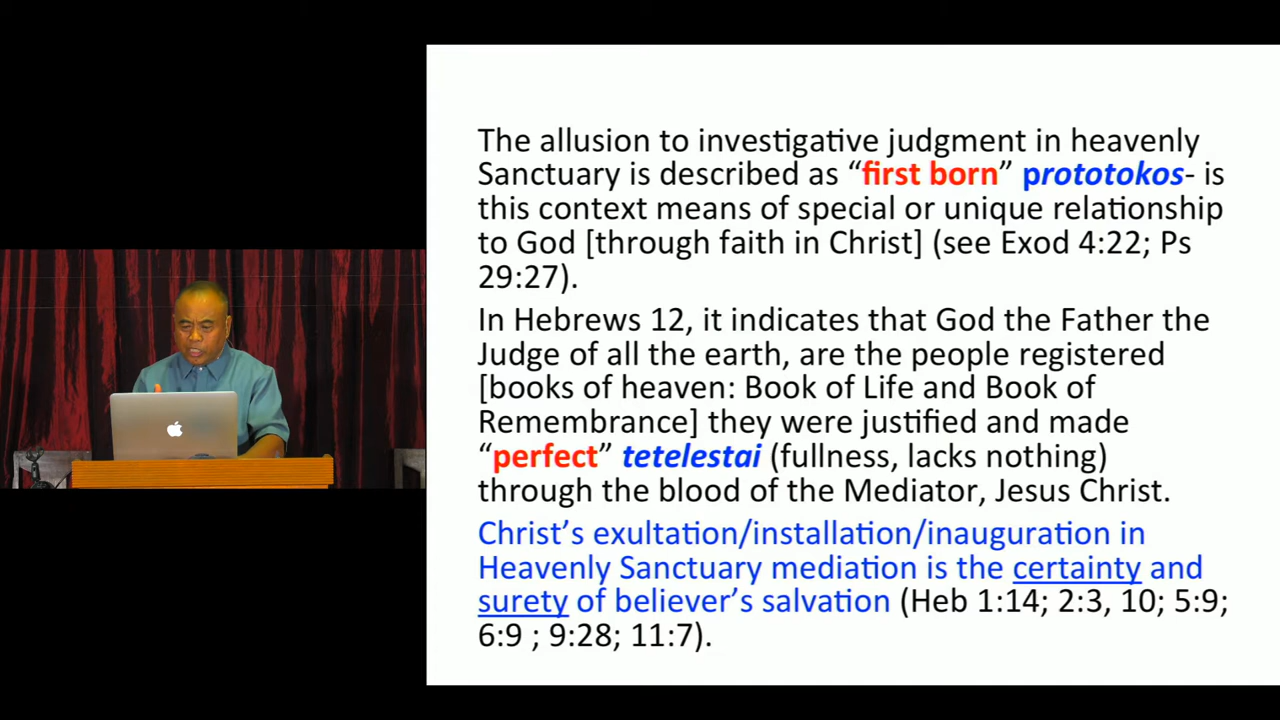 The allusion to investigative judgment in heavenly
Sanctuary is described as “first born” prototokos- is
this context means of special or unique relationship
to God [through faith in Christ] (see Exod 4:22; Ps
29:27).
In Hebrews 12, it indicates that God the Father the
Judge of all the earth, are the people registered
[books of heaven: Book of Life and Book of
Remembrance] they were justified and made
“perfect” tetelestai (fullness, lacks nothing)
through the blood of the Mediator, Jesus Christ.
Christ’s exultation/installation/inauguration in
Heavenly Sanctuary mediation is the certainty and
surety of believer’s salvation (Heb 1:14; 2:3, 10; 5:9;
6:9 ; 9:28; 11:7).